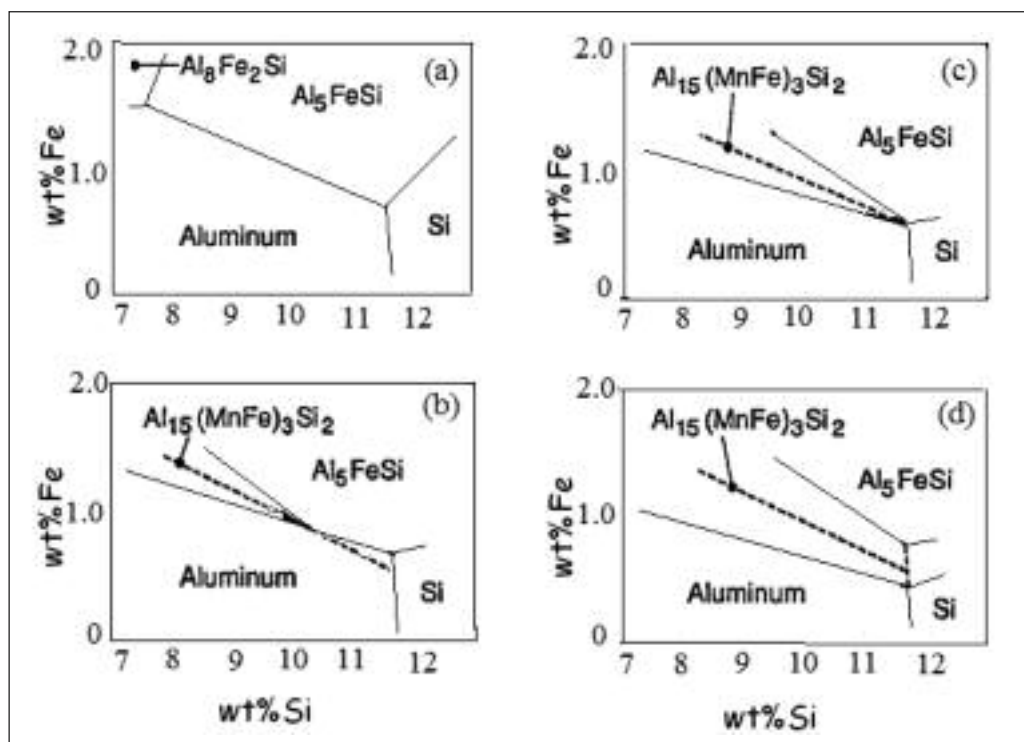 2.0
Al8Fe2Si
(a)
Al5FeSi
1.0
wt%Fe
Aluminum
Si
0
7 8 9 10 11 12
2.0
(c)
Al15(MnFe)3Si2
Al5FeSi
1.0
wt%Fe
Aluminum
Si
0
7 8 9 10 11 12
2.0
(b)
Al15(MnFe)3Si2
Al5FeSi
1.0
wt%Fe
Aluminum
Si
0
7 8 9 10 11 12
wt%Si
2.0
(d)
Al15(MnFe)3Si2
Al5FeSi
1.0
wt%Fe
Aluminum
Si
0
7 8 9 10 11 12
wt%Si